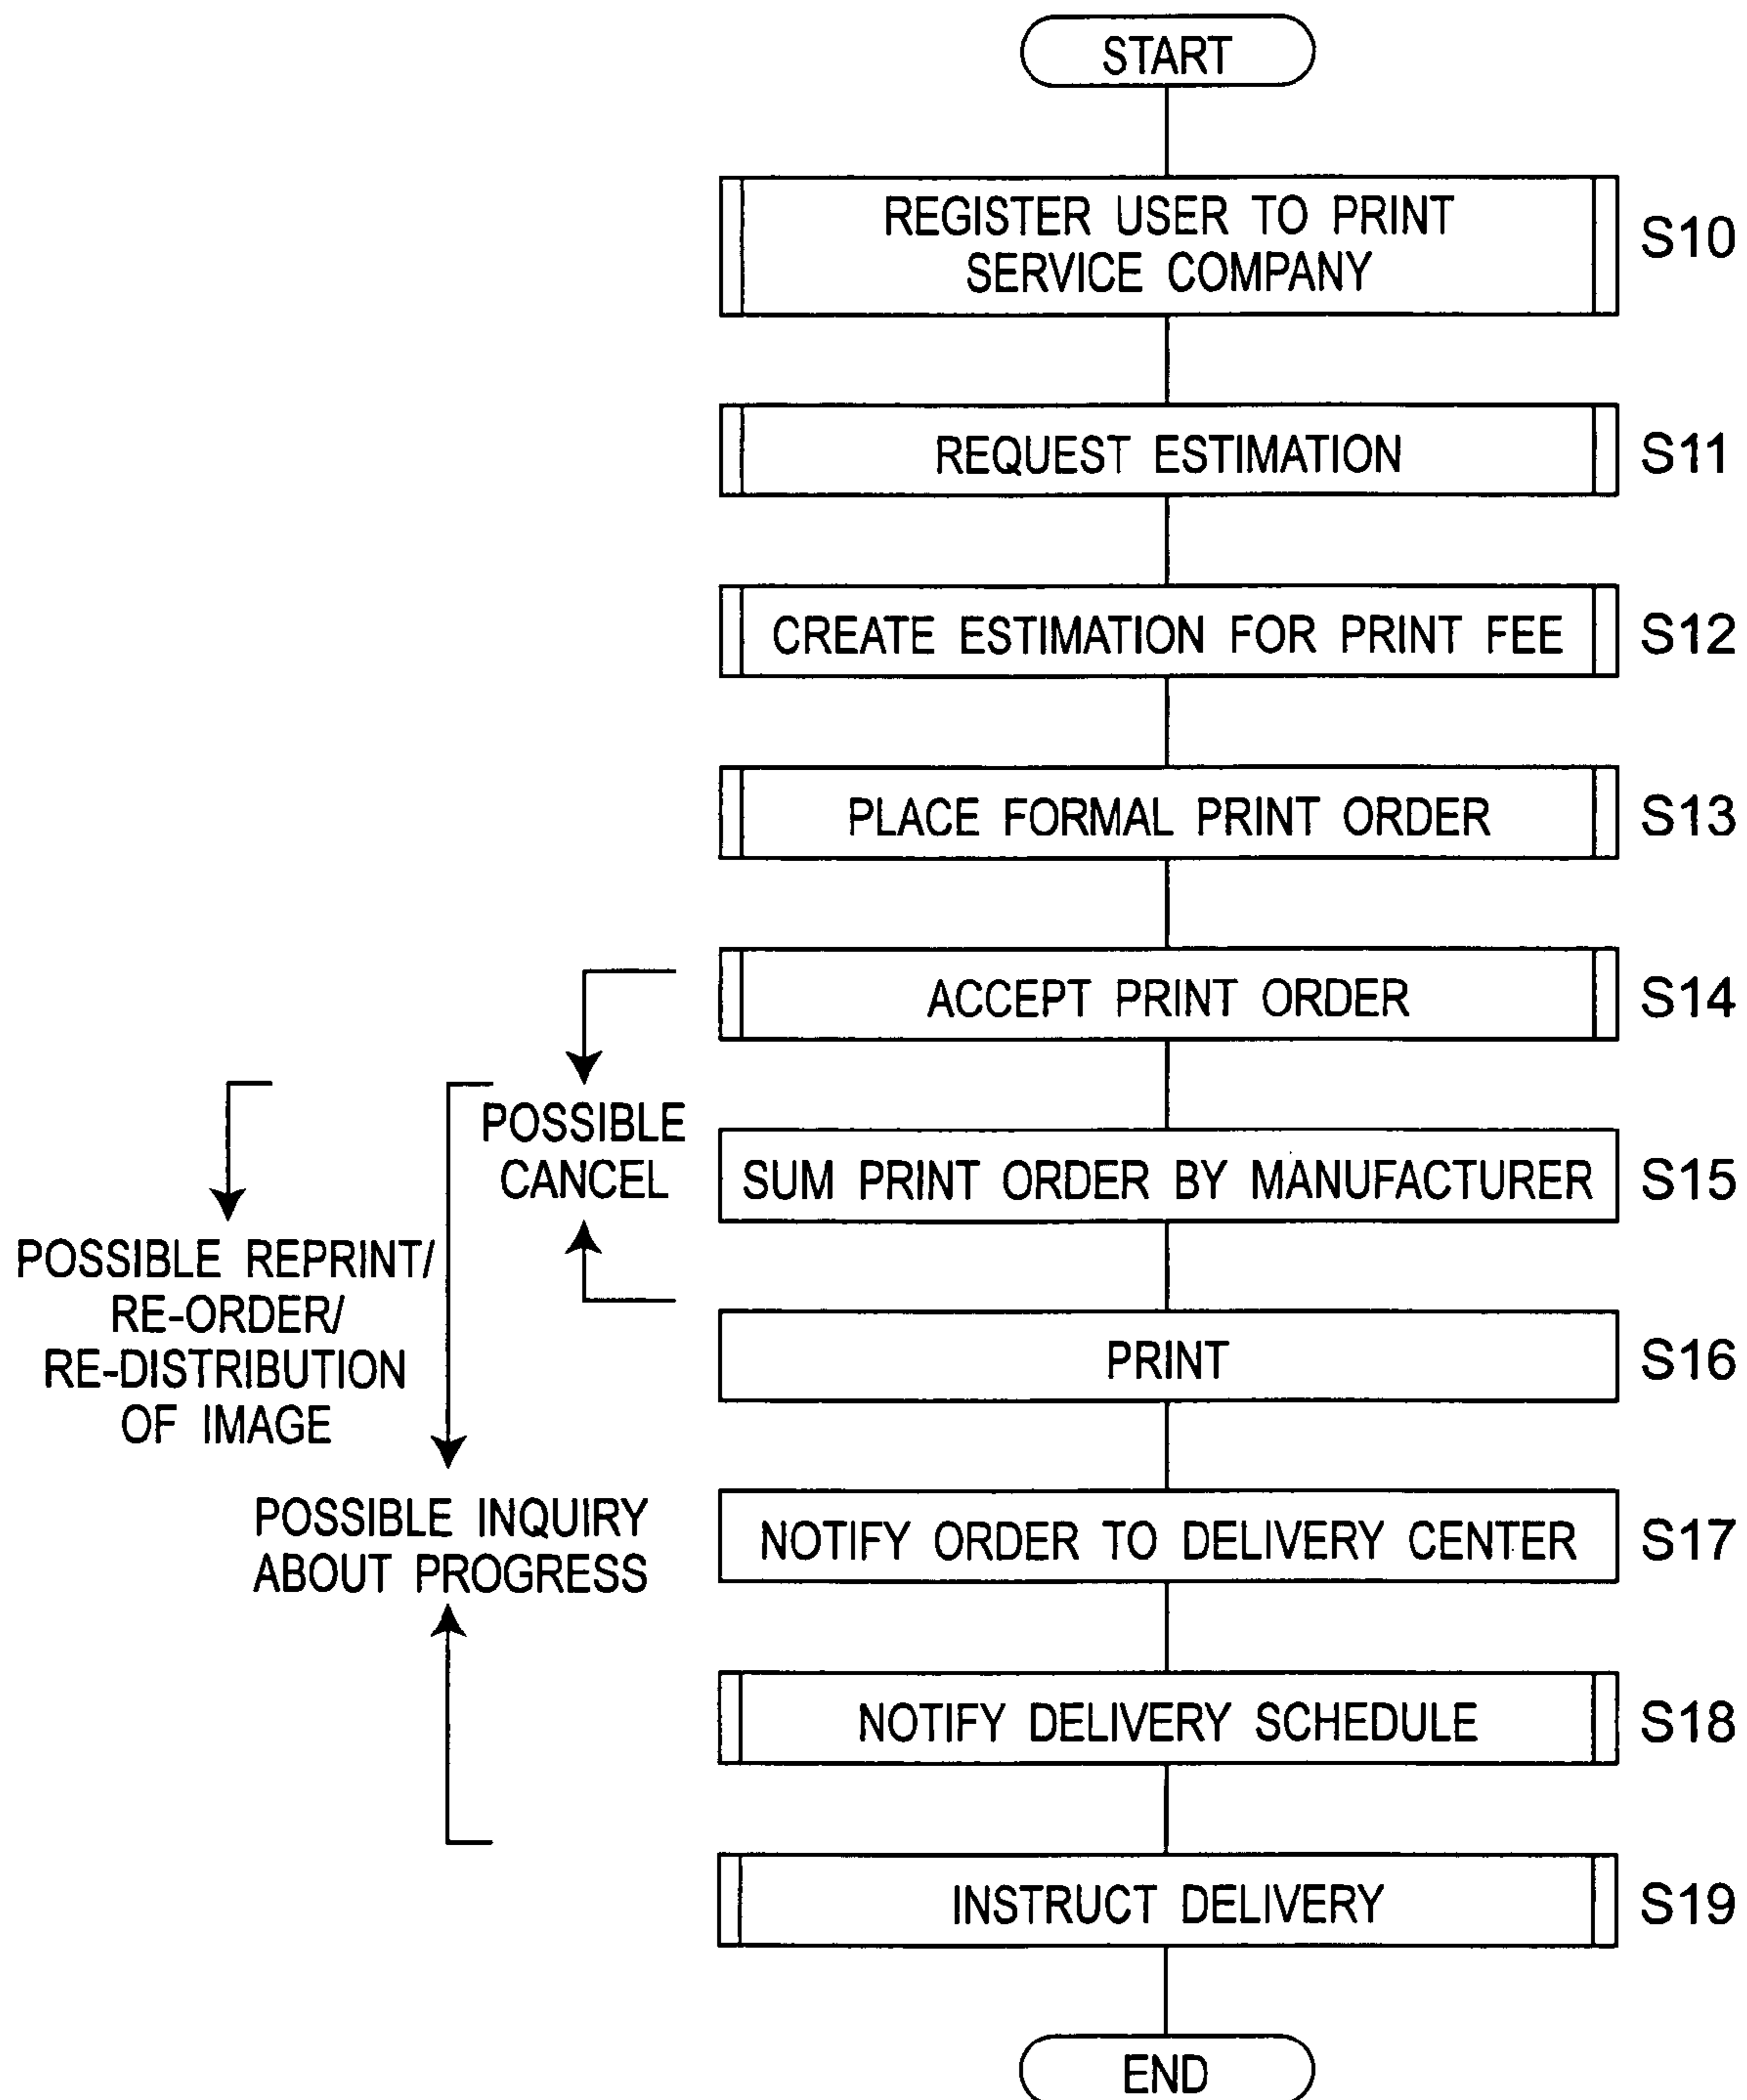 START
REGISTER USER TO PRINT
SERVICE COMPANY
S10
REQUEST ESTIMATION
S11
CREATE ESTIMATION FOR PRINT FEE
S12
PLACE FORMAL PRINT ORDER
S13
ACCEPT PRINT ORDER
S14
POSSIBLE
CANCEL
SUM PRINT ORDER BY MANUFACTURER
S15
POSSIBLE REPRINT/
RE-ORDER/
RE-DISTRIBUTION
OF IMAGE
PRINT
S16
POSSIBLE INQUIRY
ABOUT PROGRESS
NOTIFY ORDER TO DELIVERY CENTER
S17
NOTIFY DELIVERY SCHEDULE
S18
INSTRUCT DELIVERY
S19
END